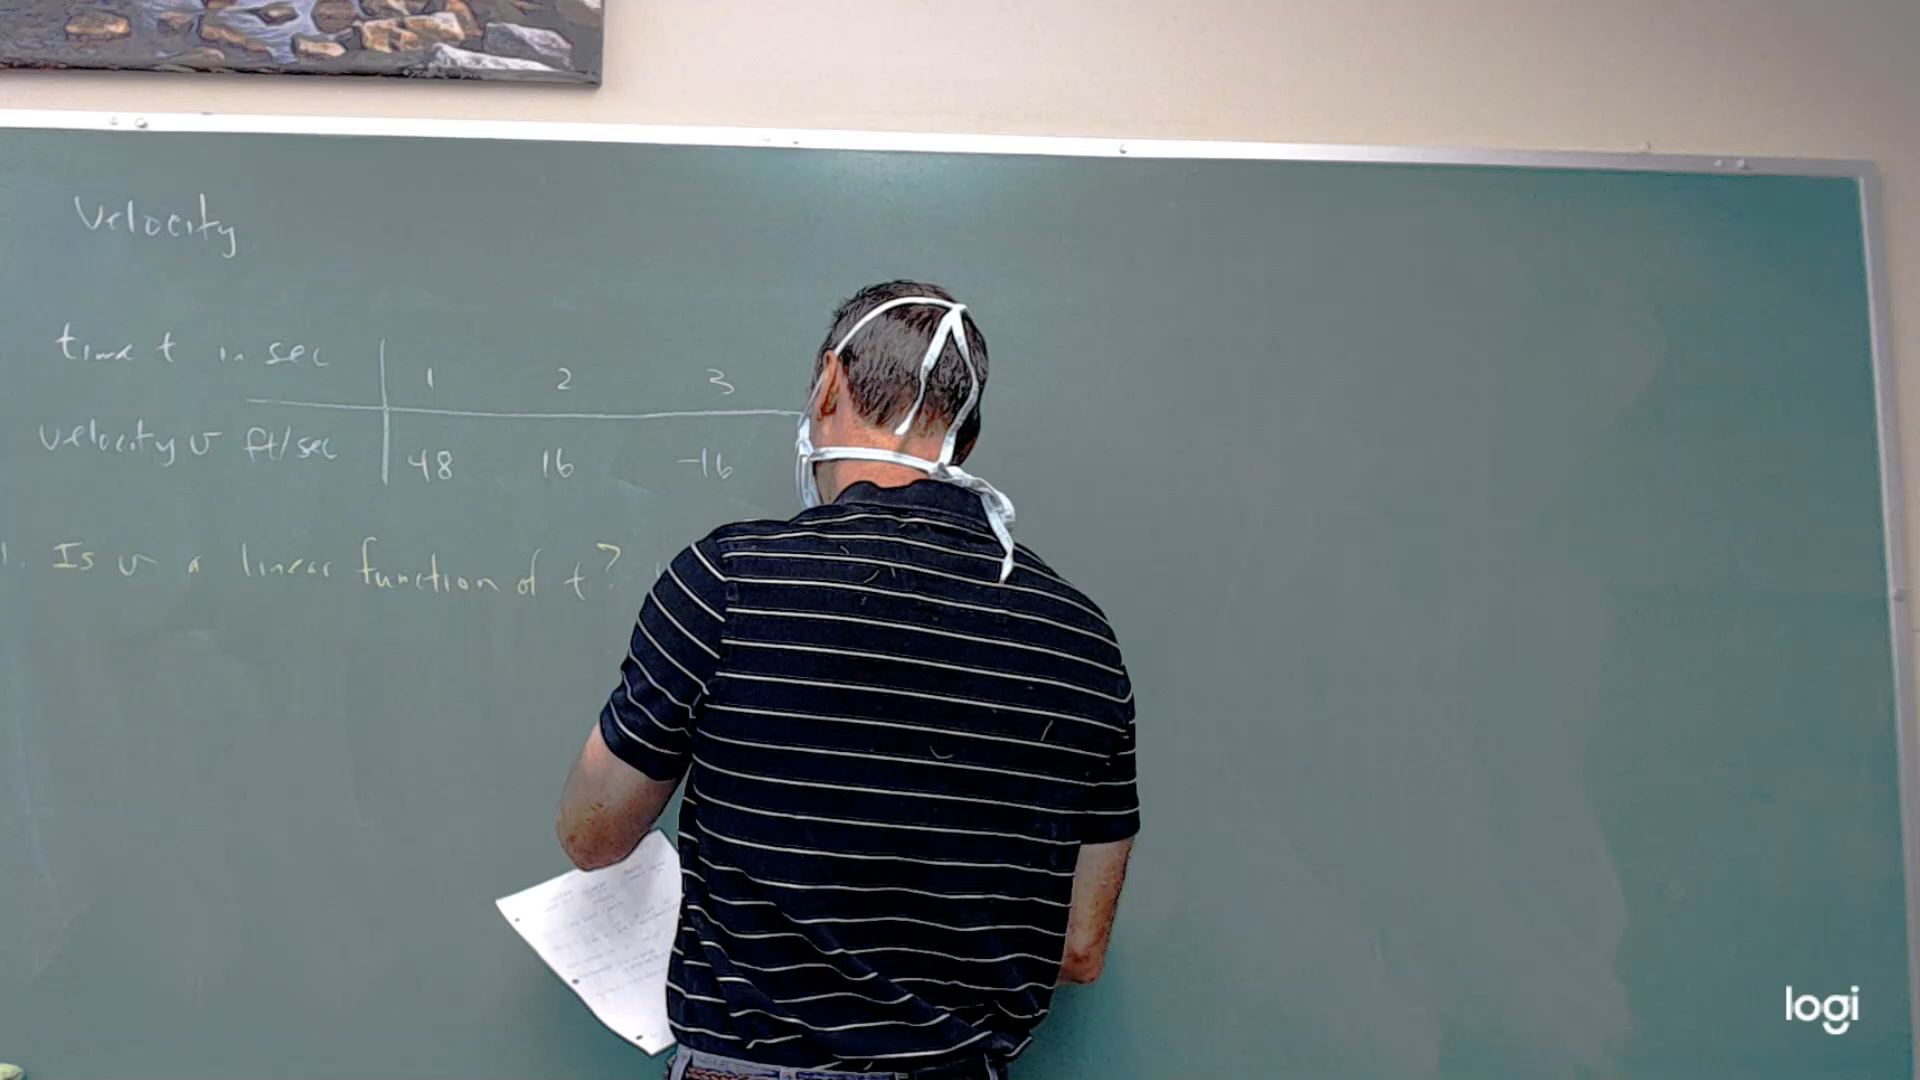 Velocity
time t in sec 1 2 3
velocity v ft/sec 48 16 -16
1. Is v a linear function of t?
logi